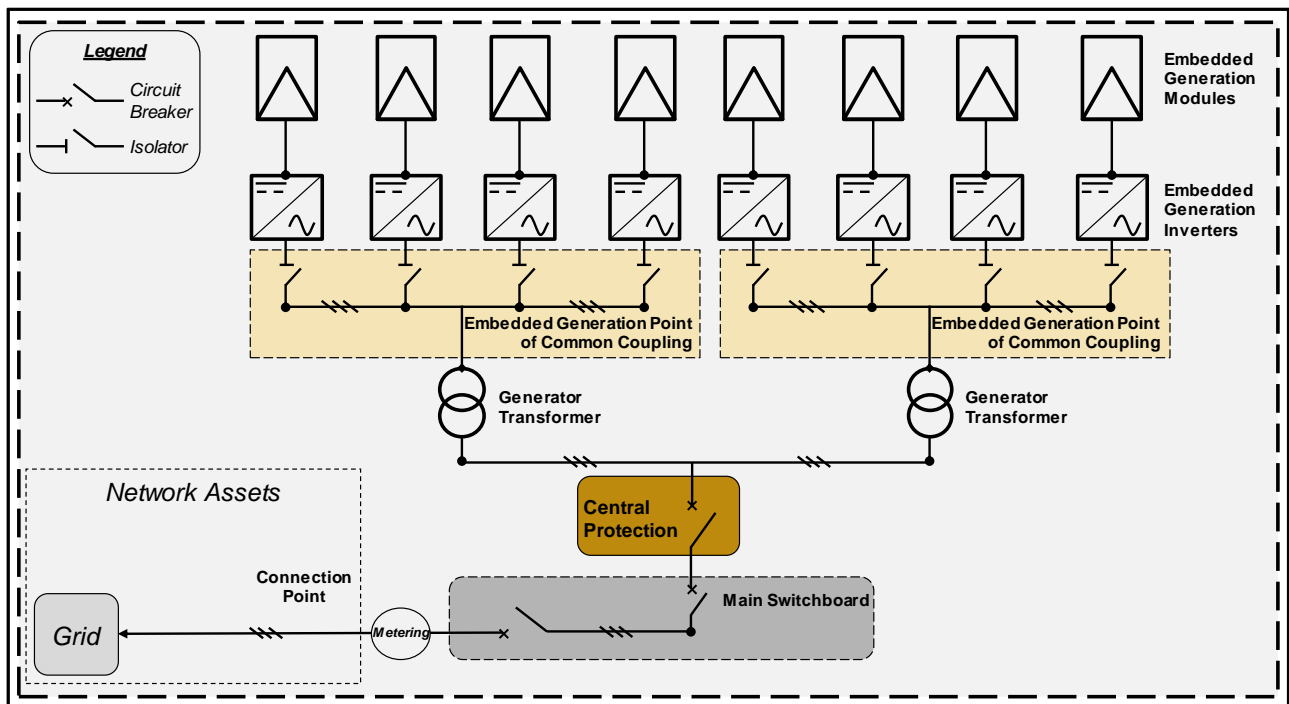 Legend
Circuit
Breaker
Isolator
Embedded
Generation
Modules
Embedded
Generation
Inverters
Embedded Generation Point
of Common Coupling
Embedded Generation Point
of Common Coupling
Generator
Transformer
Generator
Transformer
Network Assets
Central
Protection
Connection
Point
Main Switchboard
Grid
Metering